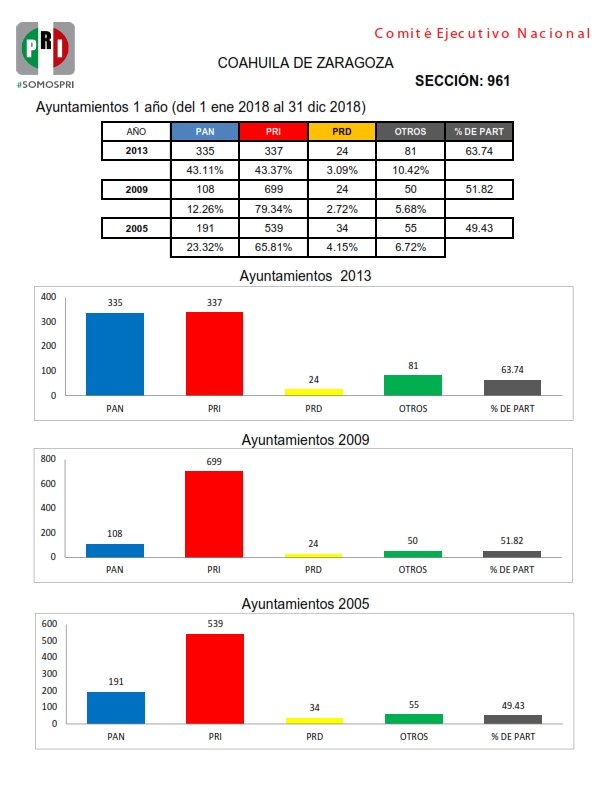 PRI
#SOMOSPRI
Comité Ejecutivo Nacional
COAHUILA DE ZARAGOZA
SECCIÓN: 961
Ayuntamientos 1 año (del 1 ene 2018 al 31 dic 2018)
AÑO PAN PRI PRD OTROS % DE PART
2013 335 337 24 81 63.74
43.11% 43.37% 3.09% 10.42%
2009 108 699 24 50 51.82
12.26% 79.34% 2.72% 5.68%
2005 191 539 34 55 49.43
23.32% 65.81% 4.15% 6.72%
Ayuntamientos 2013
400
300
200
100
0
335 337 24 81 63.74
PAN PRI PRD OTROS % DE PART
Ayuntamientos 2009
800
600
400
200
0
108 699 24 50 51.82
PAN PRI PRD OTROS % DE PART
Ayuntamientos 2005
600
500
400
300
200
100
0
191 539 34 55 49.43
PAN PRI PRD OTROS % DE PART